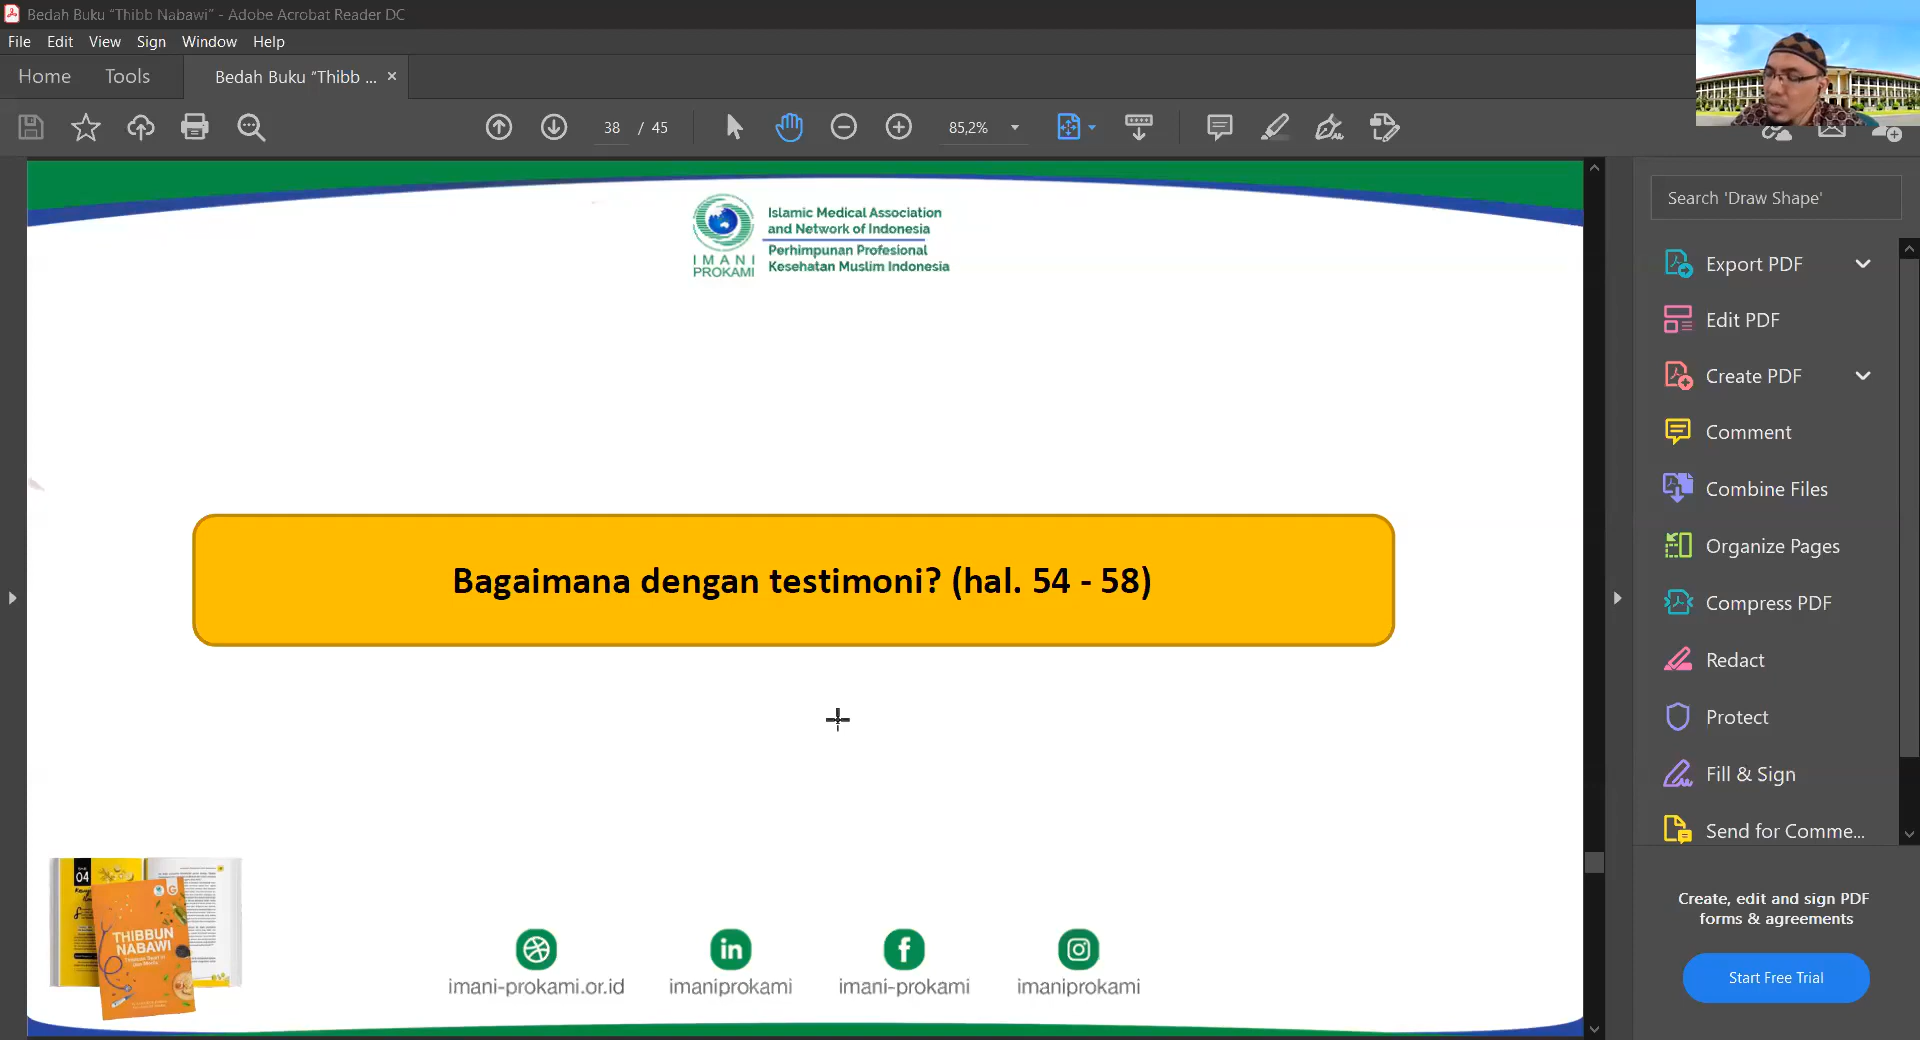 Bedah Buku “Thibb Nabawi” - Adobe Acrobat Reader DC
File Edit View Sign Window Help
Home Tools Bedah Buku “Thibb ... ×
38 / 45 85,2%
Islamic Medical Association
and Network of Indonesia
Perhimpunan Profesional
Kesehatan Muslim Indonesia
IMANI
PROKAMI
Bagaimana dengan testimoni? (hal. 54 - 58)
04
THIBBUN
NABAWI
imani-prokami.or.id imaniprokami imani-prokami imaniprokami
Search 'Draw Shape'
Export PDF
Edit PDF
Create PDF
Comment
Combine Files
Organize Pages
Compress PDF
Redact
Protect
Fill & Sign
Send for Comme...
Create, edit and sign PDF
forms & agreements
Start Free Trial